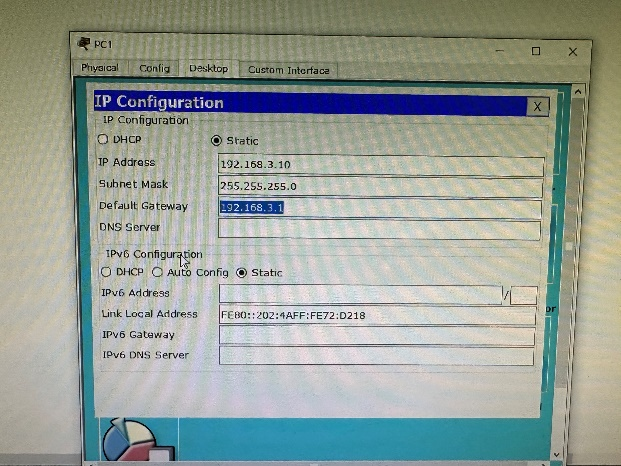 PC1
Physical Config Desktop Custom Interface
IP Configuration X
IP Configuration
DHCP Static
IP Address 192.168.3.10
Subnet Mask 255.255.255.0
Default Gateway 192.168.3.1
DNS Server
IPv6 Configuration
DHCP Auto Config Static
IPv6 Address /
Link Local Address FE80::202:4AFF:FE72:D218
IPv6 Gateway
IPv6 DNS Server
or